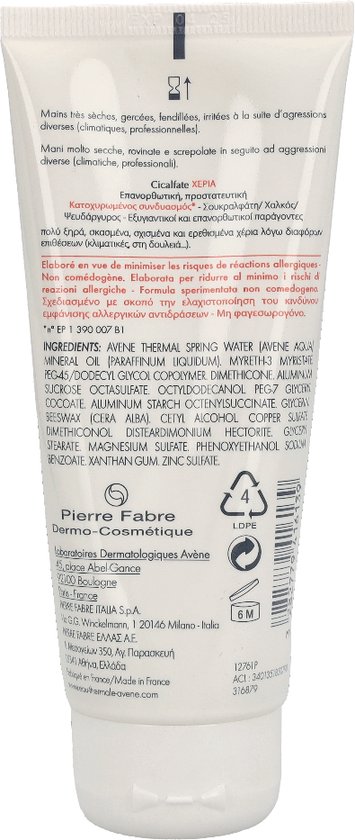 Mains très sèches, gercées, fendillées, irritées à la suite d'agressions
diverses (climatiques, professionnelles).
Mani molto secche, rovinate e screpolate in seguito ad aggressioni
diverse (climatiche, professionali).
Cicalfate ΧΕΡΙΑ
Επανορθωτική, προστατευτική
Κατοχυρωμένος συνδυασμός* - Σουκραλφάτη/ Χαλκός/
Ψευδάργυρος - Εξυγιαντικοί και επανορθωτικοί παράγοντες
πολύ ξηρά, σκασμένα, σχισμένα και ερεθισμένα χέρια λόγω διαφόρων
επιθέσεων (κλιματικές, στη δουλειά..).
Elaboré en vue de minimiser les risques de réactions allergiques-
Non comédogène. Elaborata per ridurre al minimo i rischi di
reazioni allergiche - Formula sperimentata non comedogena.
Σχεδιασμένο με σκοπό την ελαχιστοποίηση του κινδύνου
εμφάνισης αλλεργικών αντιδράσεων - Μη φαγεσωρογόνο.
*n° EP 1 390 007 B1
INGREDIENTS: AVENE THERMAL SPRING WATER (AVENE AQUA)
MINERAL OIL (PARAFFINUM LIQUIDUM). MYRETH-3 MYRISTATE
PEG-45/DODECYL GLYCOL COPOLYMER. DIMETHICONE. ALUMINUM
SUCROSE OCTASULFATE. OCTYLDODECANOL. PEG-7 GLYCERYL
COCOATE. ALUMINUM STARCH OCTENYLSUCCINATE. GLYCERIN
BEESWAX (CERA ALBA). CETYL ALCOHOL. COPPER SULFATE.
DIMETHICONOL. DISTEARDIMONIUM HECTORITE. GLYCERYL
STEARATE. MAGNESIUM SULFATE. PHENOXYETHANOL. SODIUM
BENZOATE. XANTHAN GUM. ZINC SULFATE.
Pierre Fabre
Dermo-Cosmétique
4
LDPE
Laboratoires Dermatologiques Avène
45, place Abel Gance
92100 Boulogne
Paris - France
PIERRE FABRE ITALIA S.p.A.
Via G.G. Winckelmann, 1 20146 Milano - Italia
PIERRE FABRE ΕΛΛΑΣ Α.Ε.
Λ. Μεσογείων 350, Αγ. Παρασκευή
Αθήνα, Ελλάδα
Fabriqué en France/Made in France
www.eau-thermale-avene.com
6 M
12761P
ACL :
316879